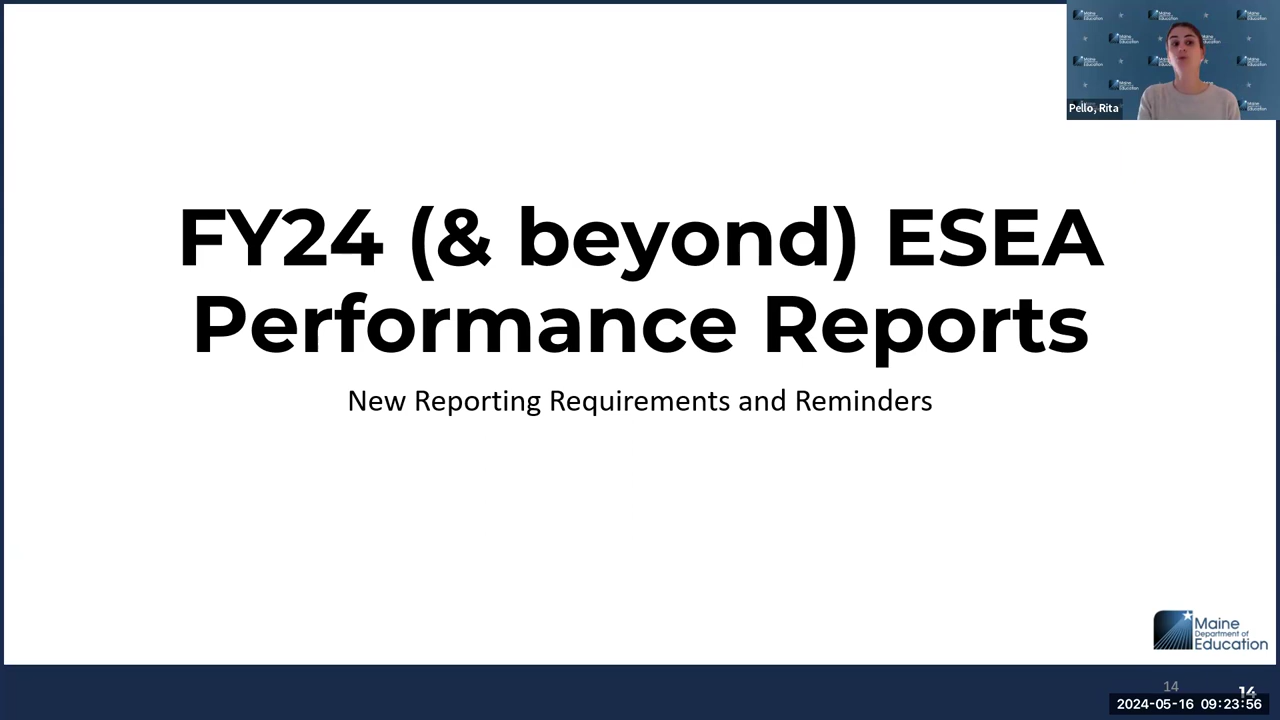 Pello, Rita
FY24 (& beyond) ESEA
Performance Reports
New Reporting Requirements and Reminders
Maine
Department of
Education
14
14
2024-05-16 09:23:56